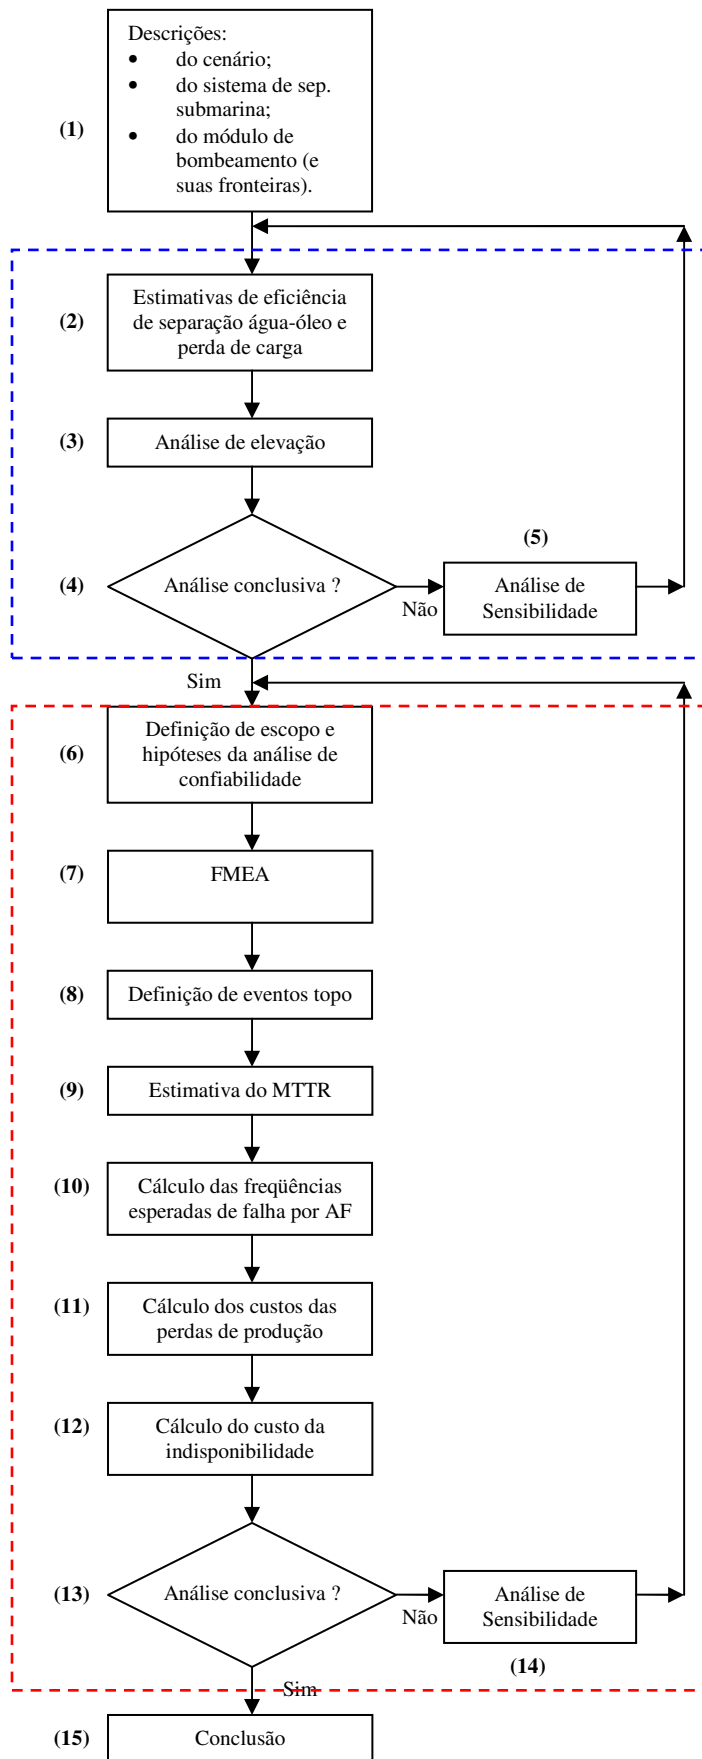 Descrições:
• do cenário;
• do sistema de sep.
submarina;
(1)
• do módulo de
bombeamento (e
suas fronteiras).
Estimativas de eficiência
(2)
de separação água-óleo e
perda de carga
(3)
Análise de elevação
(5)
(4)
Análise conclusiva ?
Não
Análise de
Sensibilidade
Sim
Definição de escopo e
(6)
hipóteses da análise de
confiabilidade
(7)
FMEA
(8)
Definição de eventos topo
(9)
Estimativa do MTTR
(10)
Cálculo das freqüências
esperadas de falha por AF
(11)
Cálculo dos custos das
perdas de produção
(12)
Cálculo do custo da
indisponibilidade
(13)
Análise conclusiva ?
Não
Análise de
Sensibilidade
(14)
Sim
(15)
Conclusão